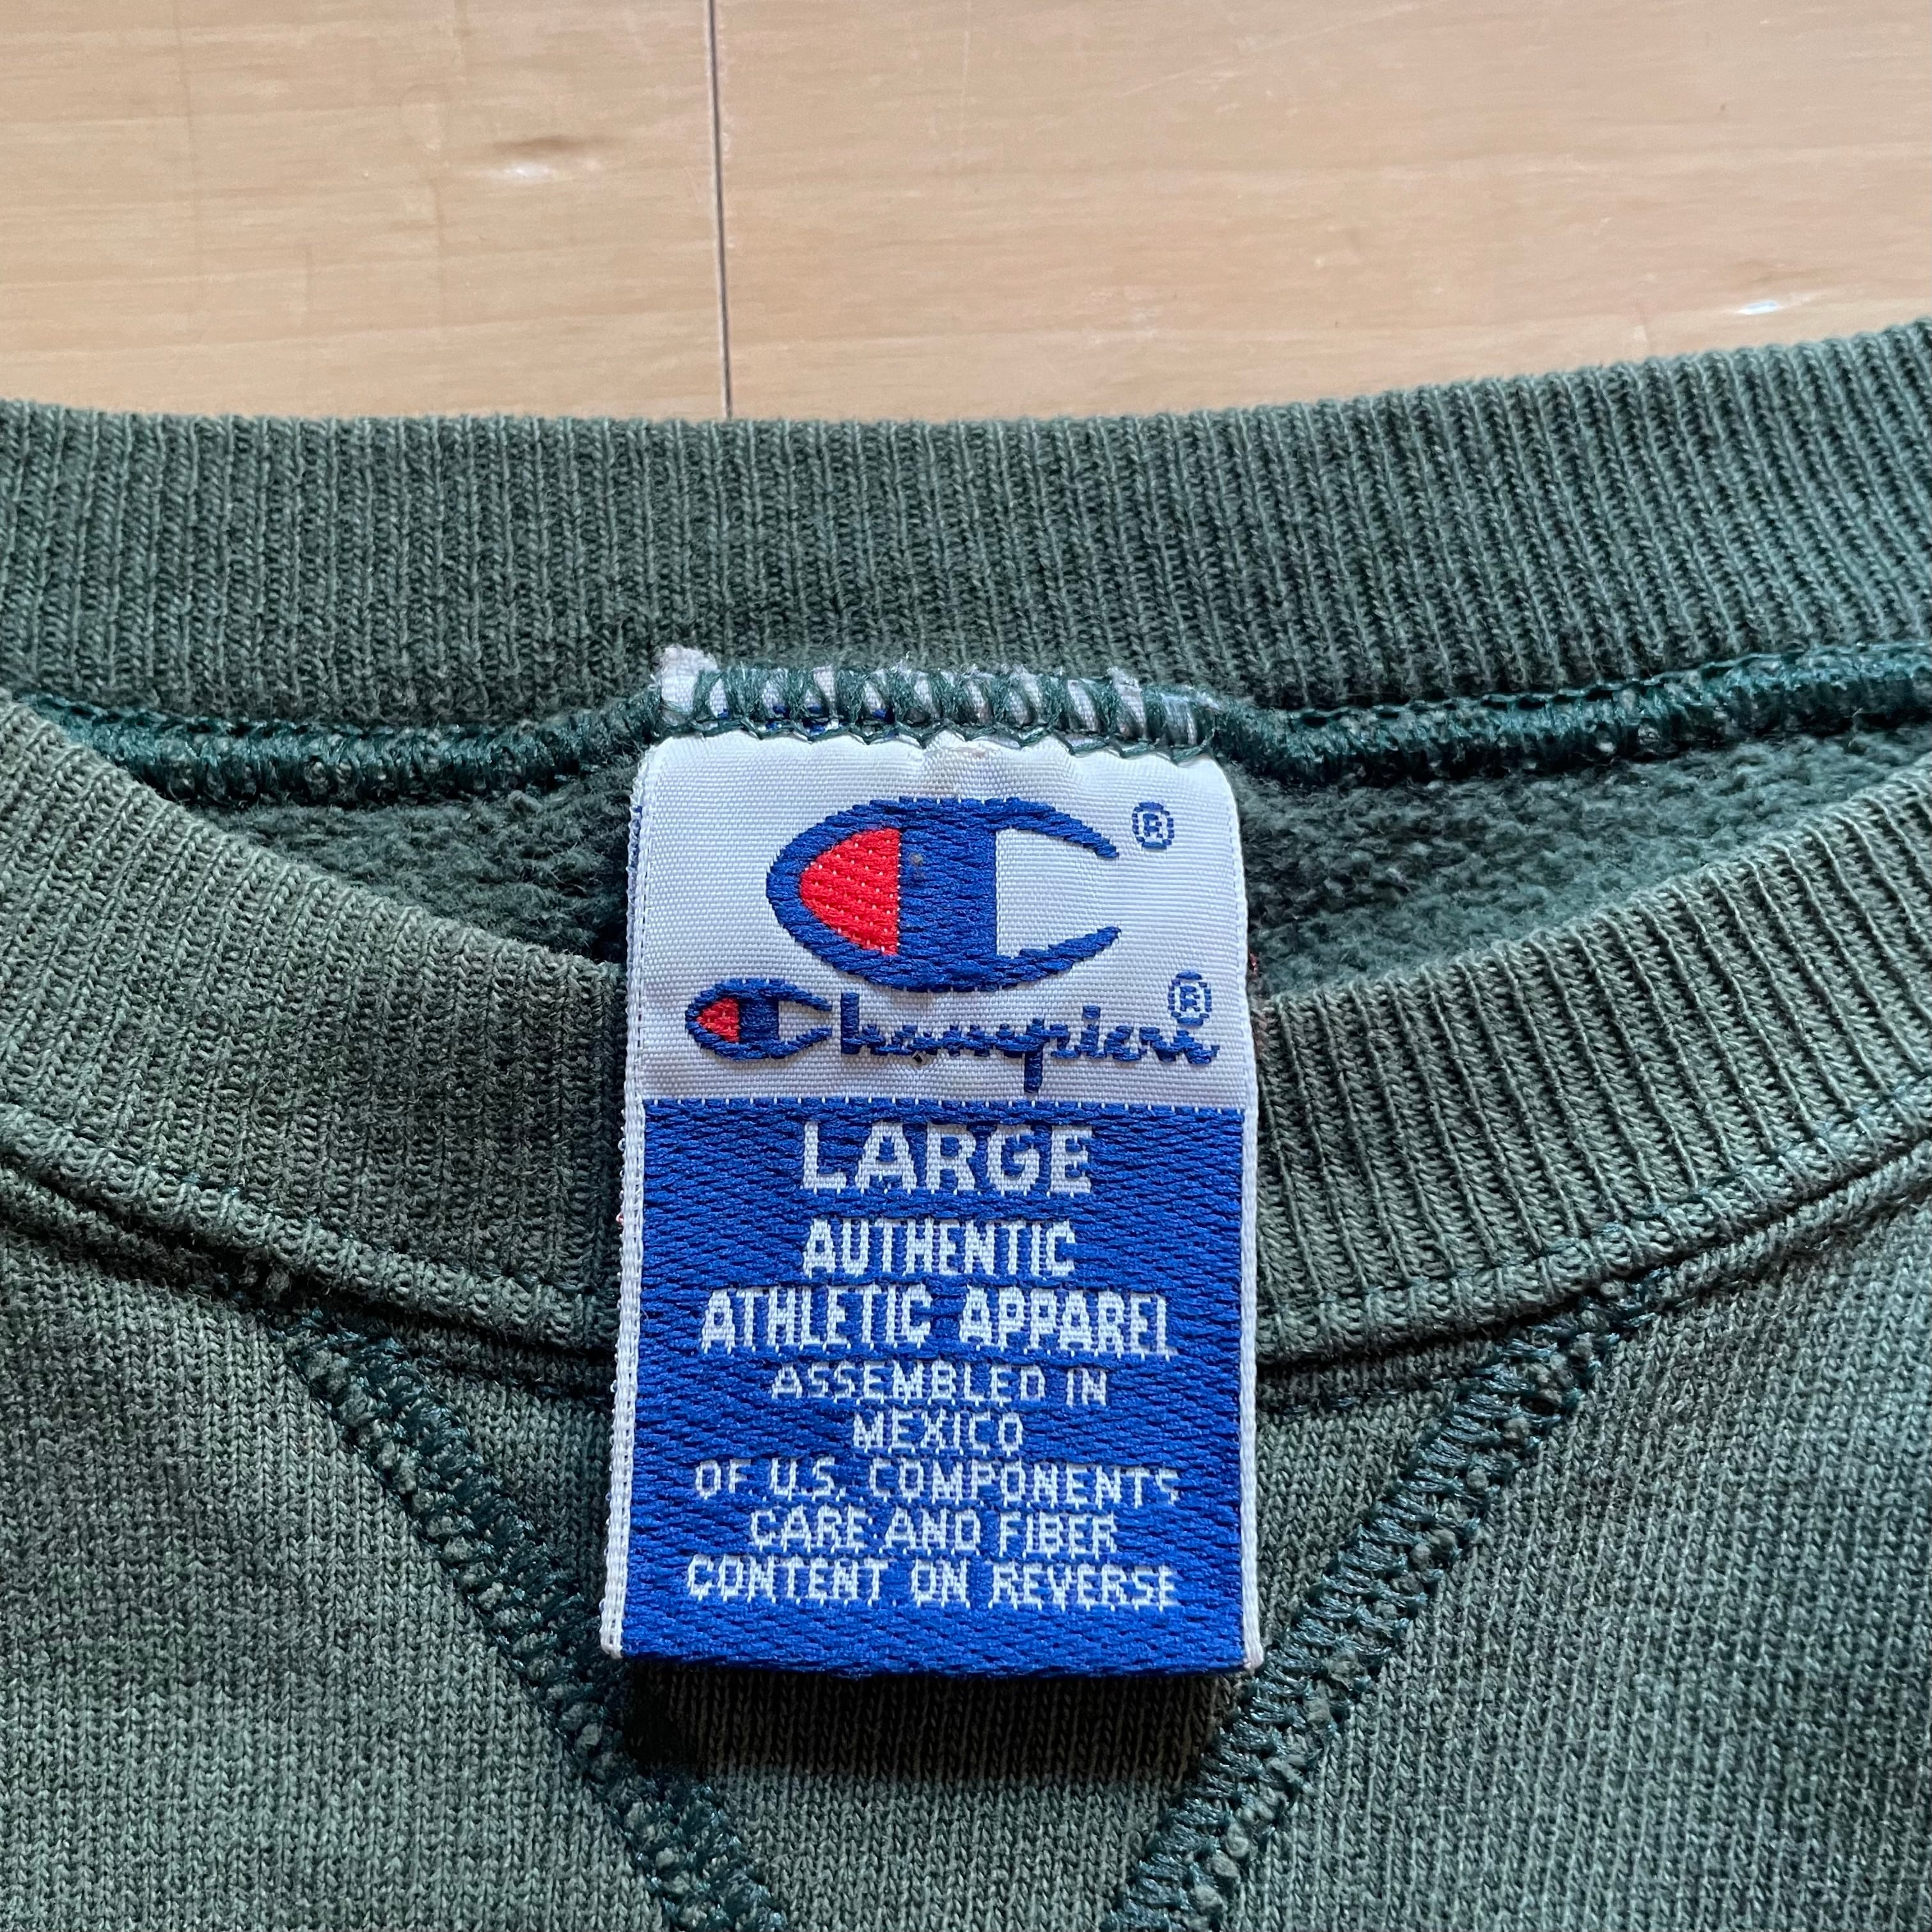 ®
Champion®
LARGE
AUTHENTIC
ATHLETIC APPAREL
ASSEMBLED IN
MEXICO
OF U.S. COMPONENTS
CARE AND FIBER
CONTENT ON REVERSE